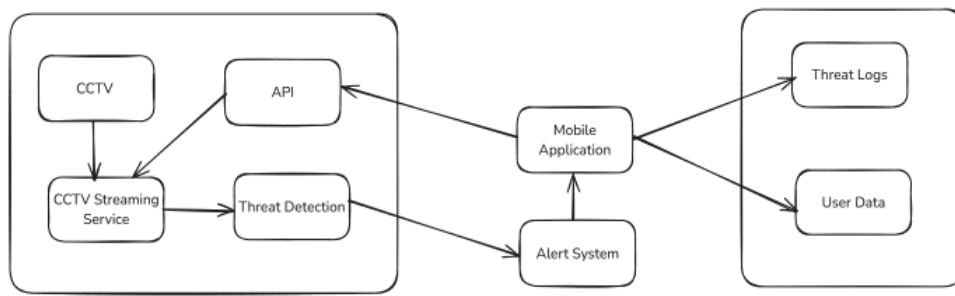 CCTV
API
CCTV Streaming
Service
Threat Detection
Mobile
Application
Alert System
Threat Logs
User Data